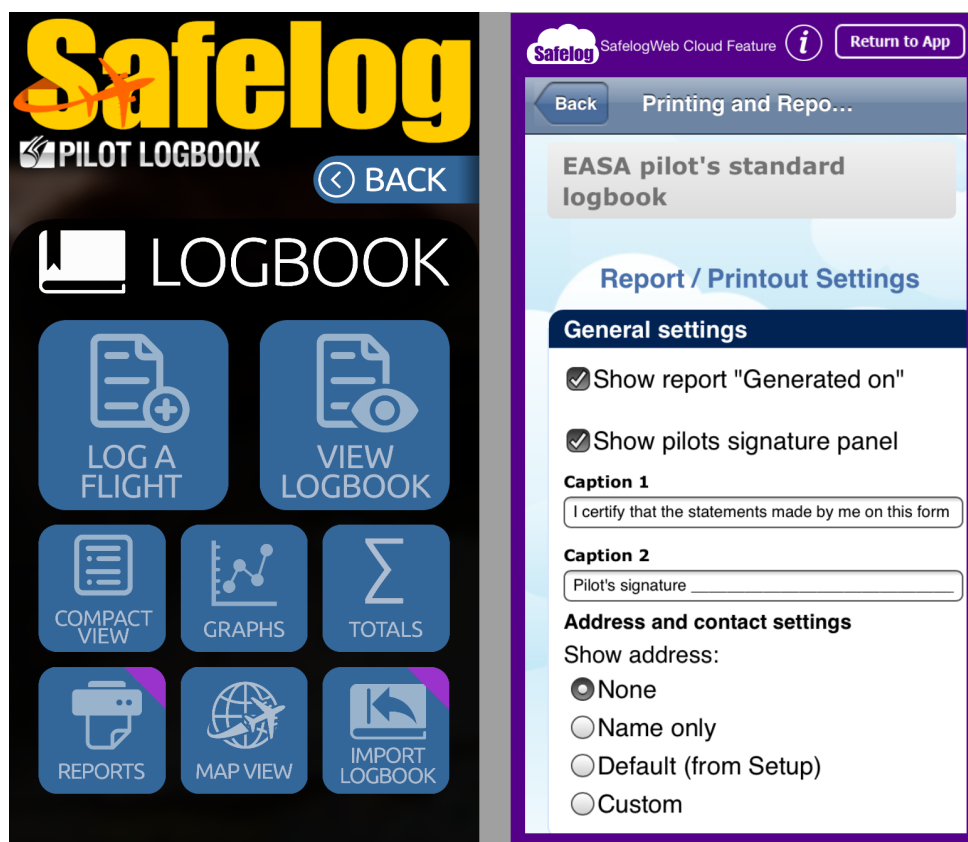 Safelog
PILOT LOGBOOK
BACK
LOGBOOK
LOG A
FLIGHT
VIEW
LOGBOOK
COMPACT
VIEW
GRAPHS
TOTALS
REPORTS
MAP VIEW
IMPORT
LOGBOOK
Safelog
SafelogWeb Cloud Feature
i
Return to App
Back
Printing and Repo...
EASA pilot's standard
logbook
Report / Printout Settings
General settings
Show report "Generated on"
Show pilots signature panel
Caption 1
I certify that the statements made by me on this form
Caption 2
Pilot's signature ______________________________
Address and contact settings
Show address:
None
Name only
Default (from Setup)
Custom